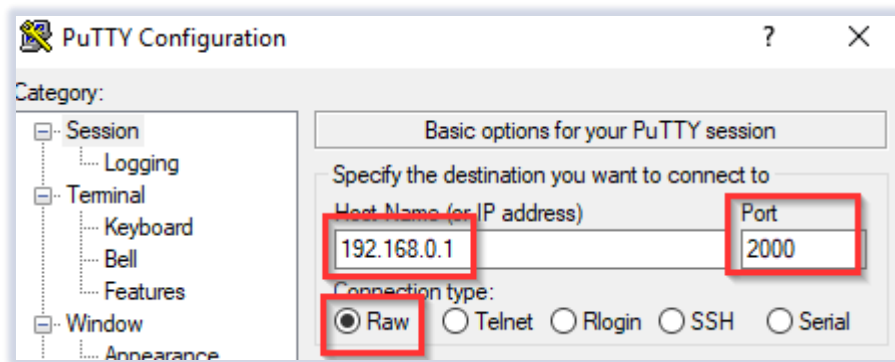 PuTTY Configuration
? ×
Category:
Session
Logging
Terminal
Keyboard
Bell
Features
Window
Appearance
Basic options for your PuTTY session
Specify the destination you want to connect to
Host Name (or IP address) Port
192.168.0.1 2000
Connection type:
Raw Telnet Rlogin SSH Serial